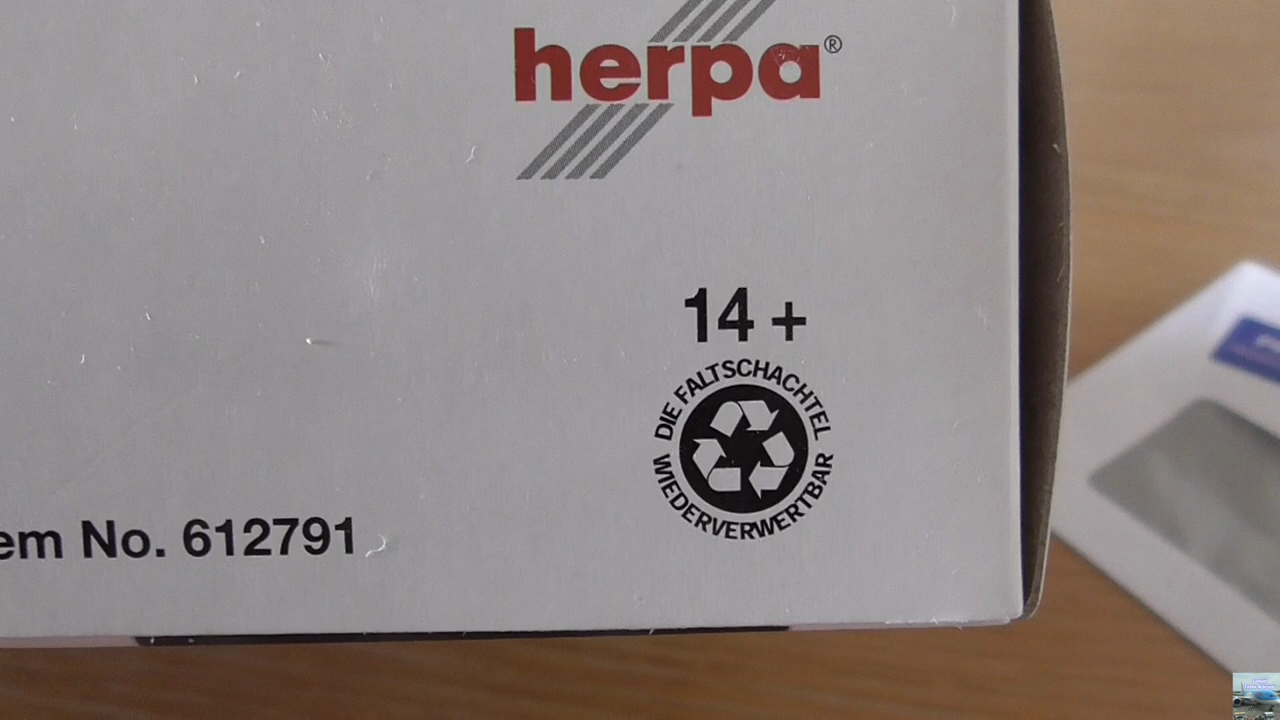 herpa®
14 +
DIE FALTSCHACHTEL
WIEDERVERWERTBAR
em No. 612791